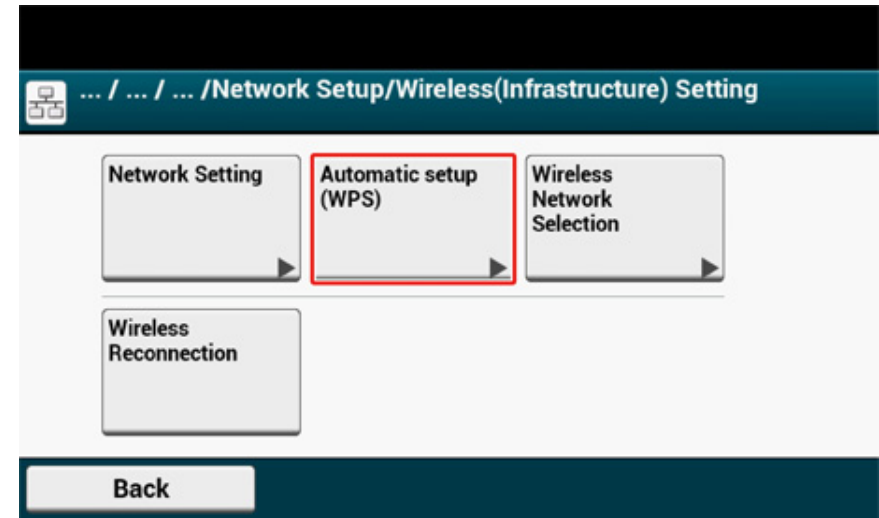 ... / ... / ... /Network Setup/Wireless(Infrastructure) Setting
Network Setting
Automatic setup
(WPS)
Wireless
Network
Selection
Wireless
Reconnection
Back